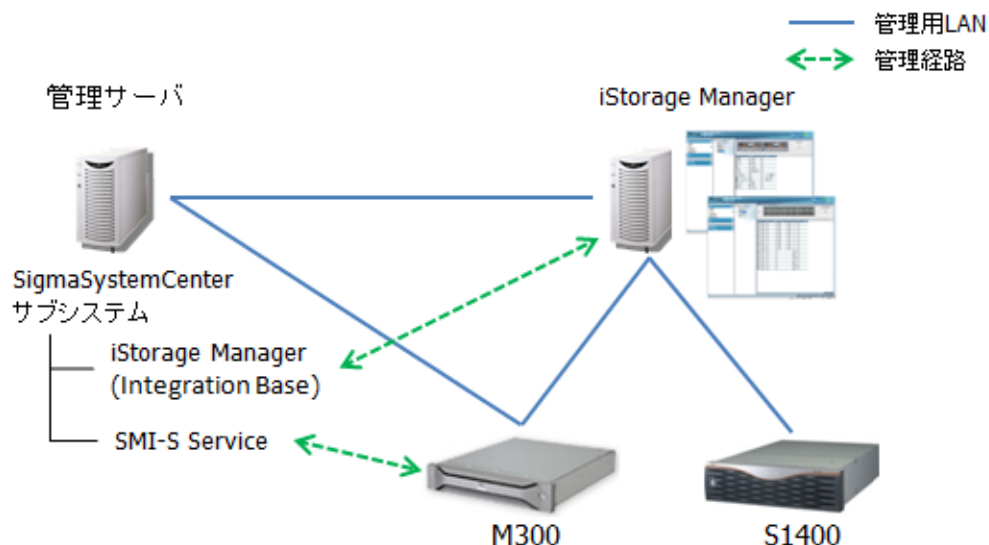 管理用LAN
管理経路
管理サーバ
iStorage Manager
SigmaSystemCenter
サブシステム
iStorage Manager
(Integration Base)
SMI-S Service
M300
S1400